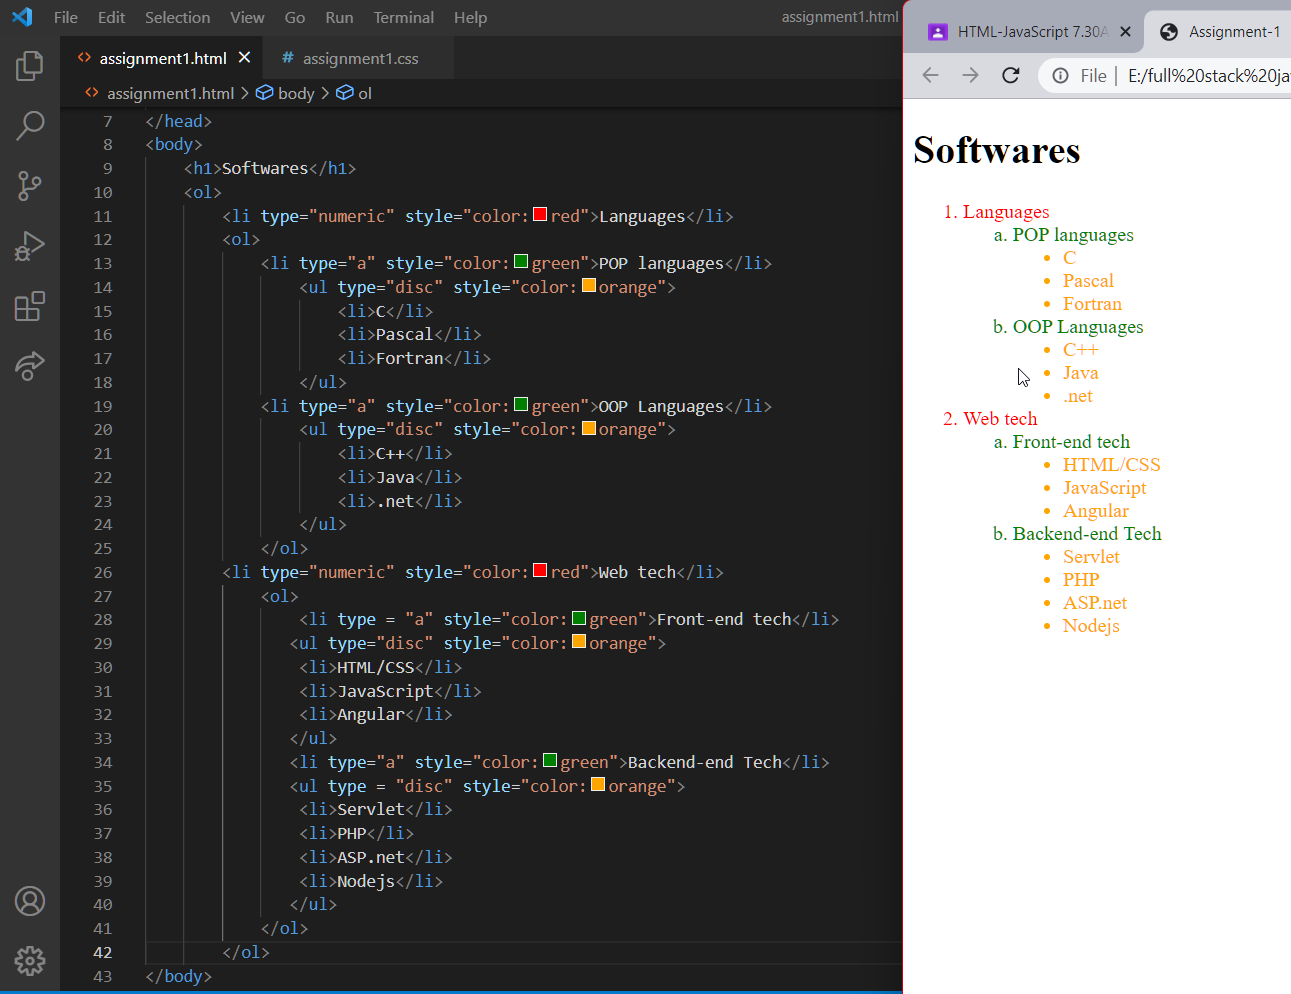 File Edit Selection View Go Run Terminal Help assignment1.html
assignment1.html # assignment1.css
assignment1.html > body > ol
7 </head>
8 <body>
9 <h1>Softwares</h1>
10 <ol>
11 <li type="numeric" style="color:red">Languages</li>
12 <ol>
13 <li type="a" style="color:green">POP languages</li>
14 <ul type="disc" style="color:orange">
15 <li>C</li>
16 <li>Pascal</li>
17 <li>Fortran</li>
18 </ul>
19 <li type="a" style="color:green">OOP Languages</li>
20 <ul type="disc" style="color:orange">
21 <li>C++</li>
22 <li>Java</li>
23 <li>.net</li>
24 </ul>
25 </ol>
26 <li type="numeric" style="color:red">Web tech</li>
27 <ol>
28 <li type = "a" style="color:green">Front-end tech</li>
29 <ul type="disc" style="color:orange">
30 <li>HTML/CSS</li>
31 <li>JavaScript</li>
32 <li>Angular</li>
33 </ul>
34 <li type="a" style="color:green">Backend-end Tech</li>
35 <ul type = "disc" style="color:orange">
36 <li>Servlet</li>
37 <li>PHP</li>
38 <li>ASP.net</li>
39 <li>Nodejs</li>
40 </ul>
41 </ol>
42 </ol>
43 </body>
HTML-JavaScript 7.30A Assignment-1
File | E:/full%20stack%20ja
Softwares
1. Languages
a. POP languages
• C
• Pascal
• Fortran
b. OOP Languages
• C++
• Java
• .net
2. Web tech
a. Front-end tech
• HTML/CSS
• JavaScript
• Angular
b. Backend-end Tech
• Servlet
• PHP
• ASP.net
• Nodejs